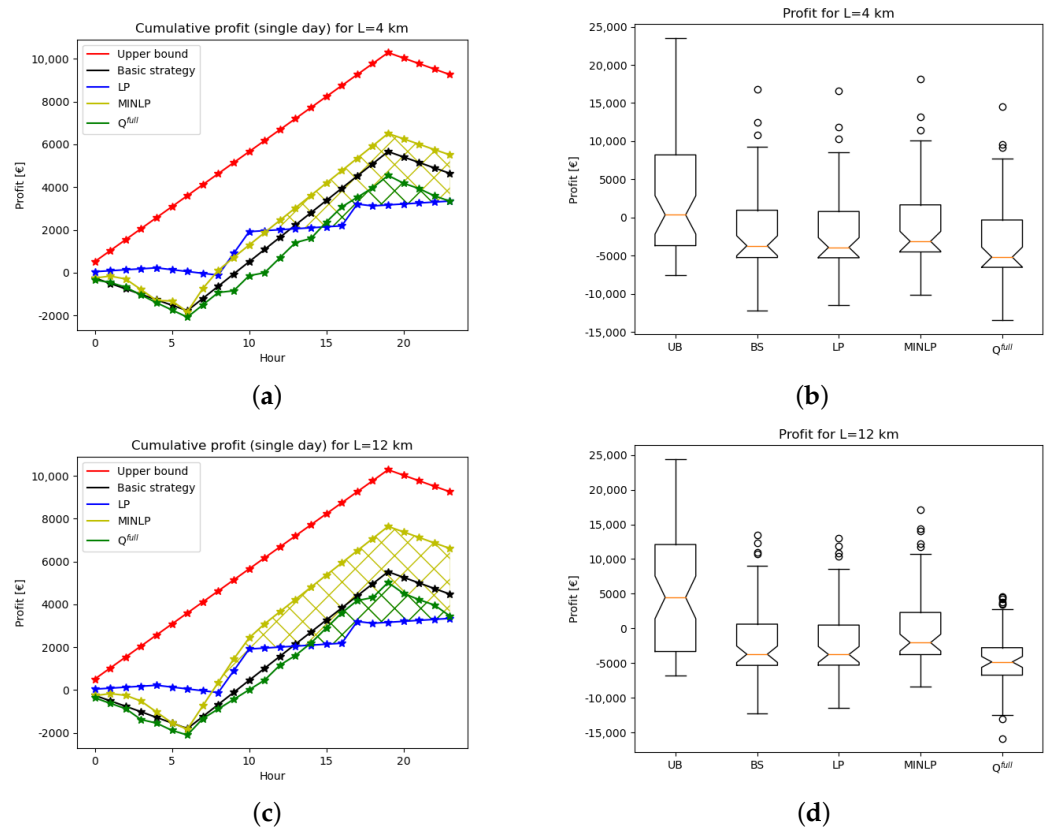 Cumulative profit (single day) for L=4 km
Profit [€]
10,000
8000
6000
4000
2000
0
-2000
Upper bound
Basic strategy
LP
MINLP
Q^full
0 5 10 15 20
Hour
(a)
Profit for L=4 km
Profit [€]
25,000
20,000
15,000
10,000
5000
0
-5000
-10,000
-15,000
UB BS LP MINLP Q^full
(b)
Cumulative profit (single day) for L=12 km
Profit [€]
10,000
8000
6000
4000
2000
0
-2000
Upper bound
Basic strategy
LP
MINLP
Q^full
0 5 10 15 20
Hour
(c)
Profit for L=12 km
Profit [€]
25,000
20,000
15,000
10,000
5000
0
-5000
-10,000
-15,000
UB BS LP MINLP Q^full
(d)